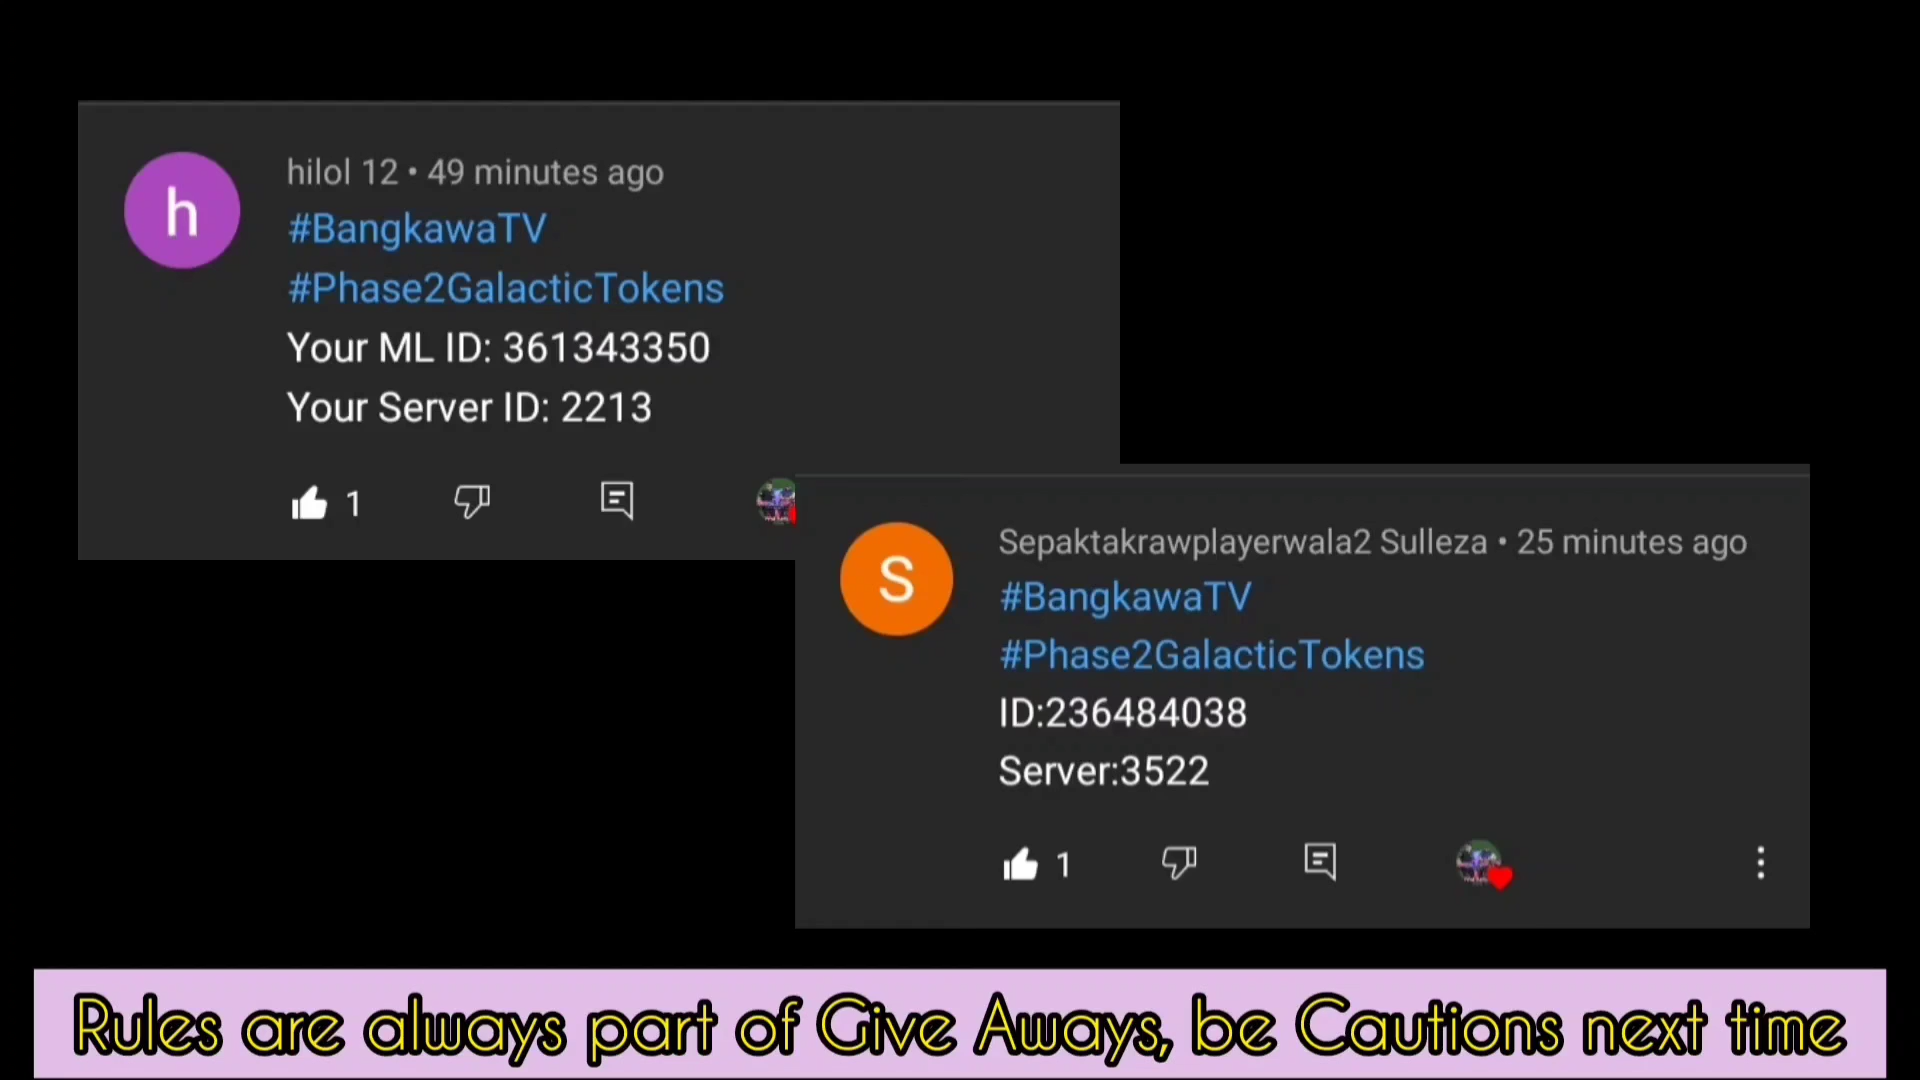 h
hilol 12 • 49 minutes ago
#BangkawaTV
#Phase2GalacticTokens
Your ML ID: 361343350
Your Server ID: 2213
1
S
Sepaktakrawplayerwala2 Sulleza • 25 minutes ago
#BangkawaTV
#Phase2GalacticTokens
ID:236484038
Server:3522
1
Rules are always part of Give Aways, be Cautions next time